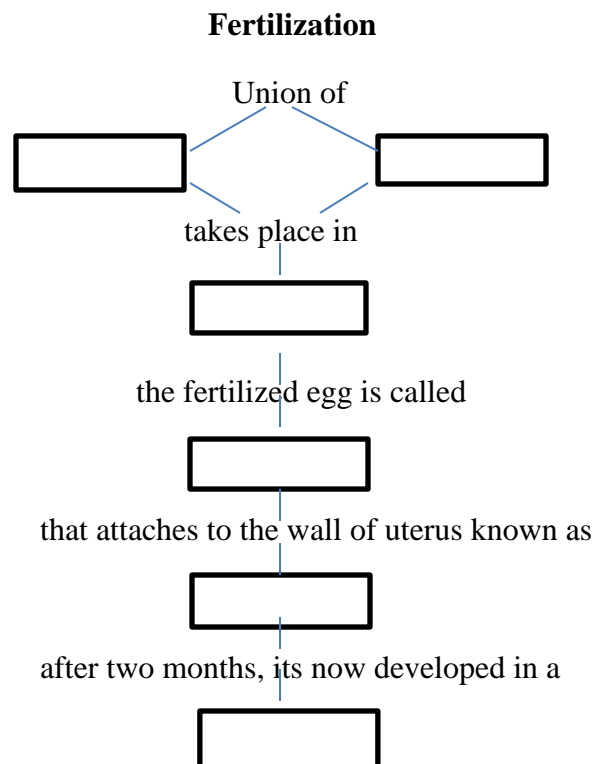 Fertilization
Union of
takes place in
the fertilized egg is called
that attaches to the wall of uterus known as
after two months, its now developed in a